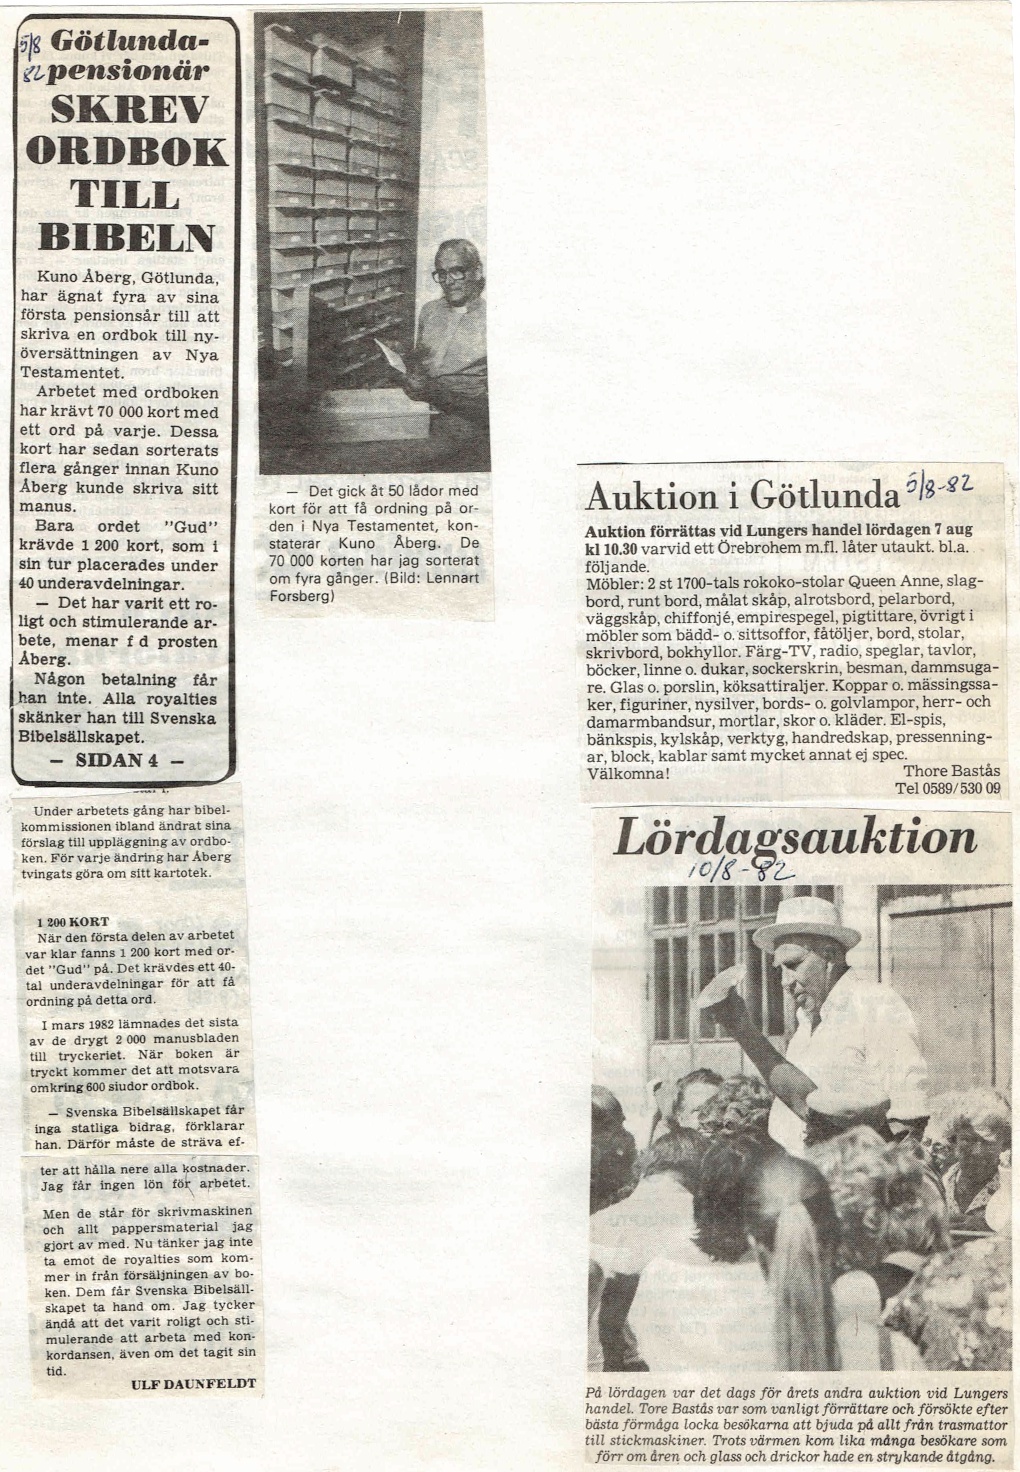 5/8
82
Götlunda-
pensionär
SKREV
ORDBOK
TILL
BIBELN
Kuno Åberg, Götlunda,
har ägnat fyra av sina
första pensionsår till att
skriva en ordbok till ny-
översättningen av Nya
Testamentet.
Arbetet med ordboken
har krävt 70 000 kort med
ett ord på varje. Dessa
kort har sedan sorterats
flera gånger innan Kuno
Åberg kunde skriva sitt
manus.
Bara ordet "Gud"
krävde 1 200 kort, som i
sin tur placerades under
40 underavdelningar.
— Det har varit ett ro-
ligt och stimulerande ar-
bete, menar f d prosten
Åberg.
Någon betalning får
han inte. Alla royalties
skänker han till Svenska
Bibelsällskapet.
— SIDAN 4 —
Under arbetets gång har bibel-
kommissionen ibland ändrat sina
förslag till uppläggning av ordbo-
ken. För varje ändring har Åberg
tvingats göra om sitt kartotek.
1 200 KORT
När den första delen av arbetet
var klar fanns 1 200 kort med or-
det "Gud" på. Det krävdes ett 40-
tal underavdelningar för att få
ordning på detta ord.
I mars 1982 lämnades det sista
av de drygt 2 000 manusbladen
till tryckeriet. När boken är
tryckt kommer det att motsvara
omkring 600 siudor ordbok.
— Svenska Bibelsällskapet får
inga statliga bidrag, förklarar
han. Därför måste de sträva ef-
ter att hålla nere alla kostnader.
Jag får ingen lön för arbetet.
Men de står för skrivmaskinen
och allt pappersmaterial jag
gjort av med. Nu tänker jag inte
ta emot de royalties som kom-
mer in från försäljningen av bo-
ken. Dem får Svenska Bibelsäll-
skapet ta hand om. Jag tycker
ändå att det varit roligt och sti-
mulerande att arbeta med kon-
kordansen, även om det tagit sin
tid.
ULF DAUNFELDT
— Det gick åt 50 lådor med
kort för att få ordning på or-
den i Nya Testamentet, kon-
staterar Kuno Åberg. De
70 000 korten har jag sorterat
om fyra gånger. (Bild: Lennart
Forsberg)
Auktion i Götlunda 5/8-82
Auktion förrättas vid Lungers handel lördagen 7 aug
kl 10.30 varvid ett Örebrohem m.fl. låter utaukt. bl.a.
följande.
Möbler: 2 st 1700-tals rokoko-stolar Queen Anne, slag-
bord, runt bord, målat skåp, alrotsbord, pelarbord,
väggskåp, chiffonjé, empirespegel, pigtittare, övrigt i
möbler som bädd- o. sittsoffor, fåtöljer, bord, stolar,
skrivbord, bokhyllor. Färg-TV, radio, speglar, tavlor,
böcker, linne o. dukar, sockerskrin, besman, dammsuga-
re. Glas o. porslin, köksattiraljer. Koppar o. mässingssa-
ker, figuriner, nysilver, bords- o. golvlampor, herr- och
damarmbandsur, mortlar, skor o. kläder. El-spis,
bänkspis, kylskåp, verktyg, handredskap, pressenning-
ar, block, kablar samt mycket annat ej spec.
Välkomna! Thore Bastås
Tel 0589/530 09
Lördagsauktion
10/8-82
På lördagen var det dags för årets andra auktion vid Lungers
handel. Tore Bastås var som vanligt förrättare och försökte efter
bästa förmåga locka besökarna att bjuda på allt från trasmattor
till stickmaskiner. Trots värmen kom lika många besökare som
förr om åren och glass och drickor hade en strykande åtgång.